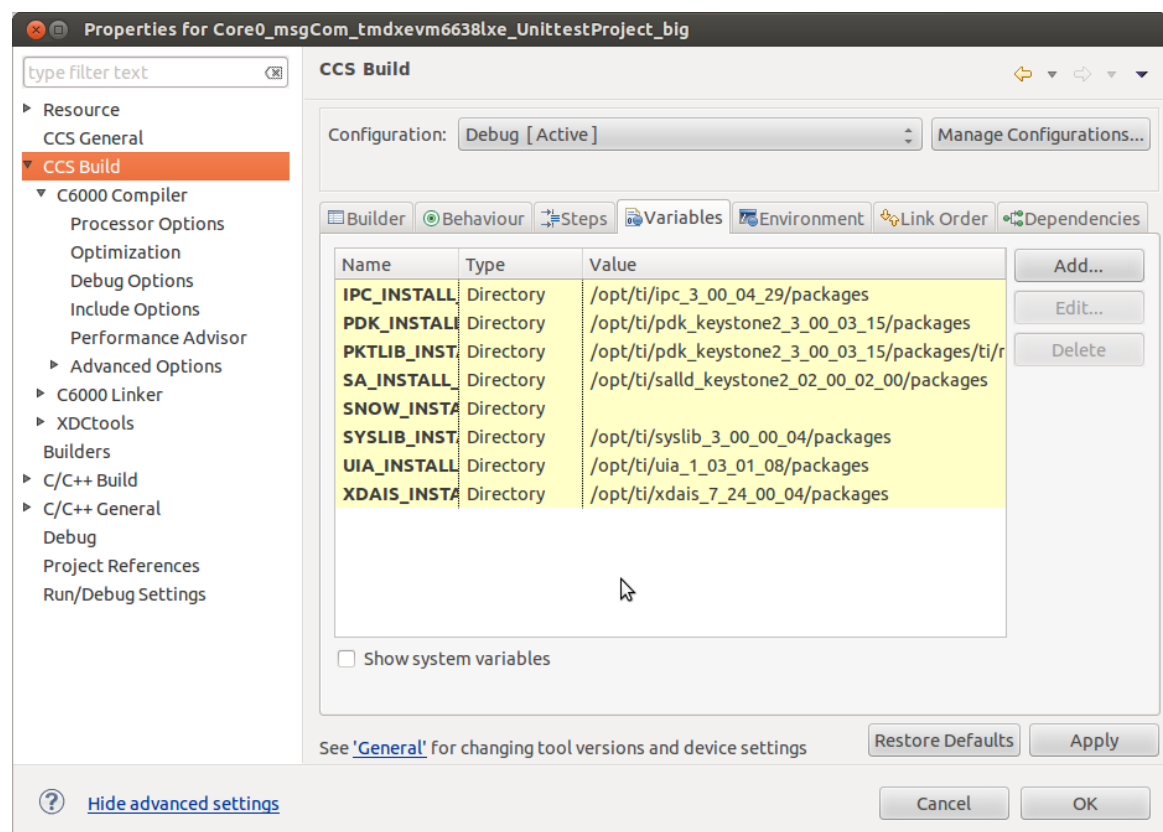 Properties for Core0_msgCom_tmdxevm6638lxe_UnittestProject_big
type filter text
Resource
CCS General
CCS Build
C6000 Compiler
Processor Options
Optimization
Debug Options
Include Options
Performance Advisor
Advanced Options
C6000 Linker
XDCtools
Builders
C/C++ Build
C/C++ General
Debug
Project References
Run/Debug Settings
CCS Build
Configuration: Debug [ Active ] Manage Configurations...
Builder Behaviour Steps Variables Environment Link Order Dependencies
Name Type Value
IPC_INSTALL_ Directory /opt/ti/ipc_3_00_04_29/packages
PDK_INSTALL Directory /opt/ti/pdk_keystone2_3_00_03_15/packages
PKTLIB_INST Directory /opt/ti/pdk_keystone2_3_00_03_15/packages/ti/r
SA_INSTALL_ Directory /opt/ti/salld_keystone2_02_00_02_00/packages
SNOW_INSTA Directory
SYSLIB_INST Directory /opt/ti/syslib_3_00_00_04/packages
UIA_INSTALL Directory /opt/ti/uia_1_03_01_08/packages
XDAIS_INSTA Directory /opt/ti/xdais_7_24_00_04/packages
Add...
Edit...
Delete
Show system variables
See 'General' for changing tool versions and device settings
Restore Defaults Apply
? Hide advanced settings
Cancel OK